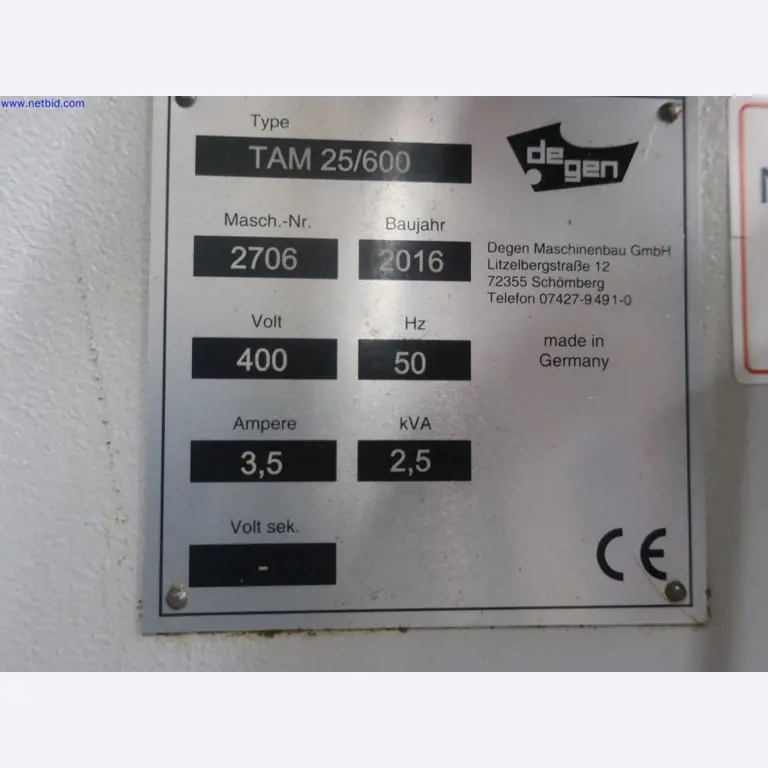 www.netbid.com
Type
TAM 25/600
degen
Masch.-Nr.
Baujahr
2706
2016
Degen Maschinenbau GmbH
Litzelbergstraße 12
72355 Schömberg
Telefon 07427-9491-0
Volt
Hz
400
50
made in
Germany
Ampere
kVA
3,5
2,5
Volt sek.
-
CE